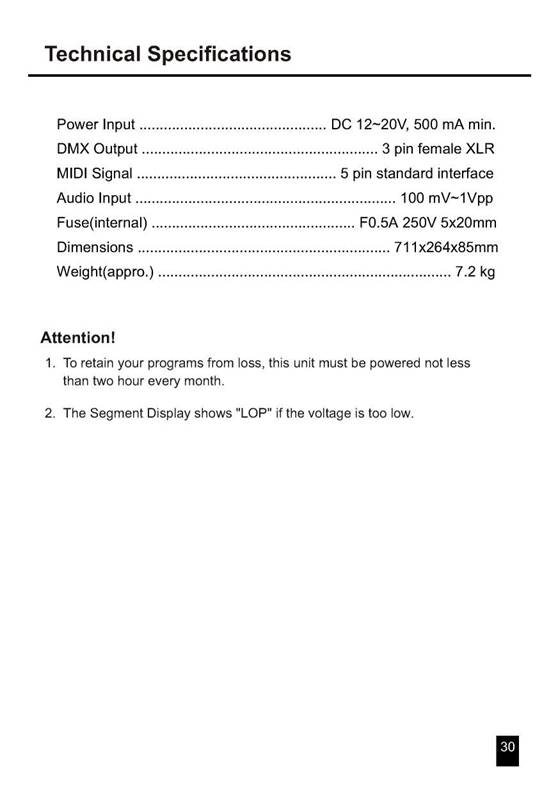 Technical Specifications
Power Input .............................................. DC 12~20V, 500 mA min.
DMX Output .......................................................... 3 pin female XLR
MIDI Signal ................................................. 5 pin standard interface
Audio Input ................................................................ 100 mV~1Vpp
Fuse(internal) .................................................. F0.5A 250V 5x20mm
Dimensions .............................................................. 711x264x85mm
Weight(appro.) ........................................................................ 7.2 kg
Attention!
1. To retain your programs from loss, this unit must be powered not less
than two hour every month.
2. The Segment Display shows "LOP" if the voltage is too low.
30